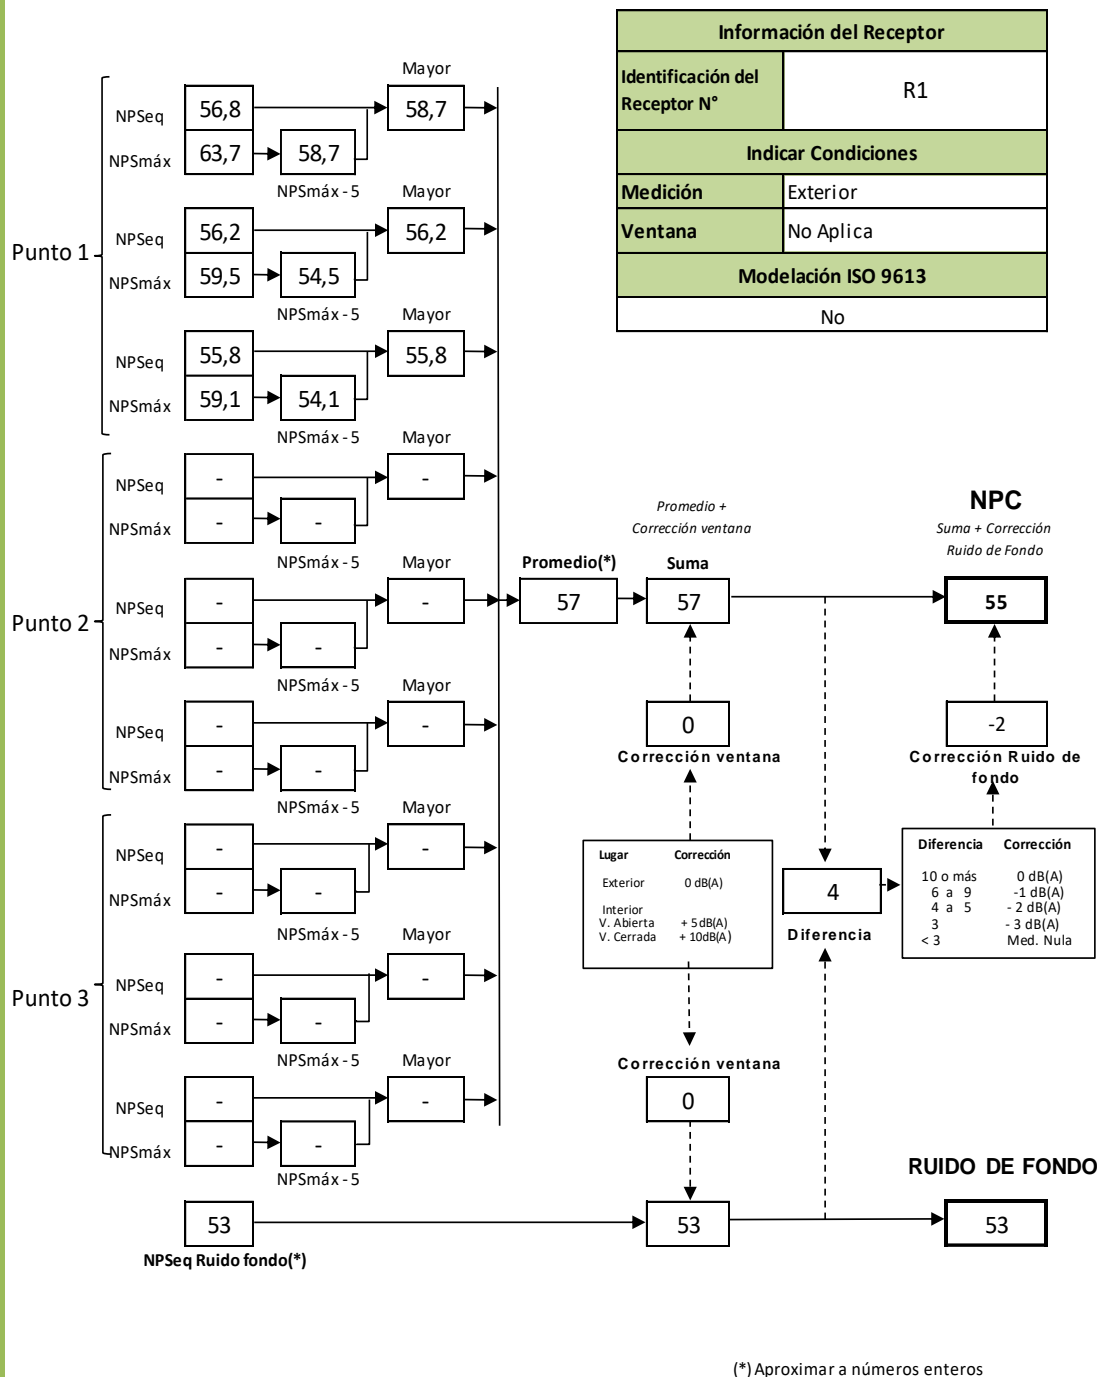 Información del Receptor
Identificación del
Receptor N°
R1
Indicar Condiciones
Medición Exterior
Ventana No Aplica
Modelación ISO 9613
No
Punto 1
Mayor
NPSeq 56,8 58,7
NPSmáx 63,7 58,7
NPSmáx - 5 Mayor
NPSeq 56,2 56,2
NPSmáx 59,5 54,5
NPSmáx - 5 Mayor
NPSeq 55,8 55,8
NPSmáx 59,1 54,1
NPSmáx - 5 Mayor
Punto 2
NPSeq - -
NPSmáx - -
NPSmáx - 5 Mayor
NPSeq - -
NPSmáx - -
NPSmáx - 5 Mayor
NPSeq - -
NPSmáx - -
NPSmáx - 5 Mayor
Punto 3
NPSeq - -
NPSmáx - -
NPSmáx - 5 Mayor
NPSeq - -
NPSmáx - -
NPSmáx - 5 Mayor
NPSeq - -
NPSmáx - -
NPSmáx - 5
Promedio(*)
57
Promedio +
Corrección ventana
Suma
57
0
Corrección ventana
Lugar Corrección
Exterior 0 dB(A)
Interior
V. Abierta + 5dB(A)
V. Cerrada + 10dB(A)
Corrección ventana
0
NPC
Suma + Corrección
Ruido de Fondo
55
-2
Corrección Ruido de
fondo
4
Diferencia
Diferencia Corrección
10 o más 0 dB(A)
6 a 9 -1 dB(A)
4 a 5 - 2 dB(A)
3 - 3 dB(A)
< 3 Med. Nula
RUIDO DE FONDO
53 53 53
NPSeq Ruido fondo(*)
(*) Aproximar a números enteros